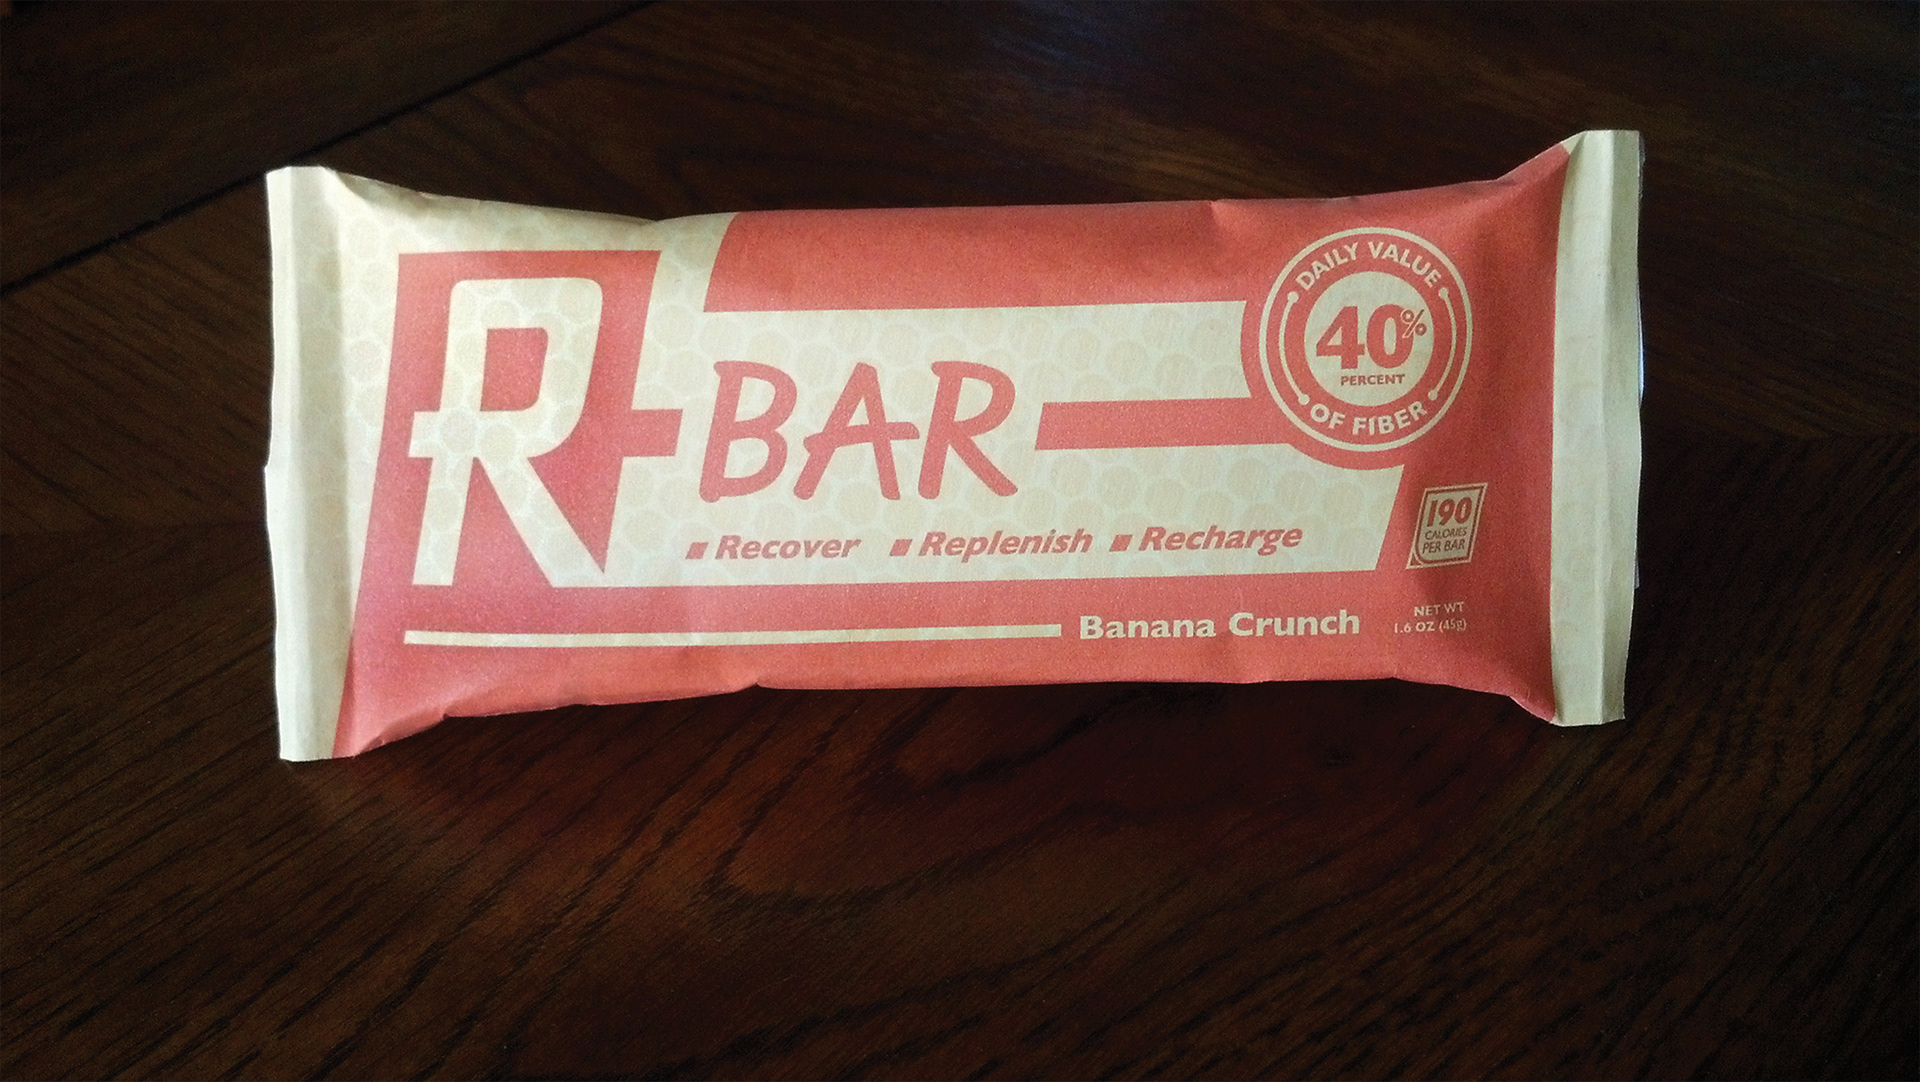 R-BAR
DAILY VALUE
40%
PERCENT
OF FIBER
▪ Recover ▪ Replenish ▪ Recharge
190
CALORIES
PER BAR
Banana Crunch
NET WT
1.6 OZ (45g)